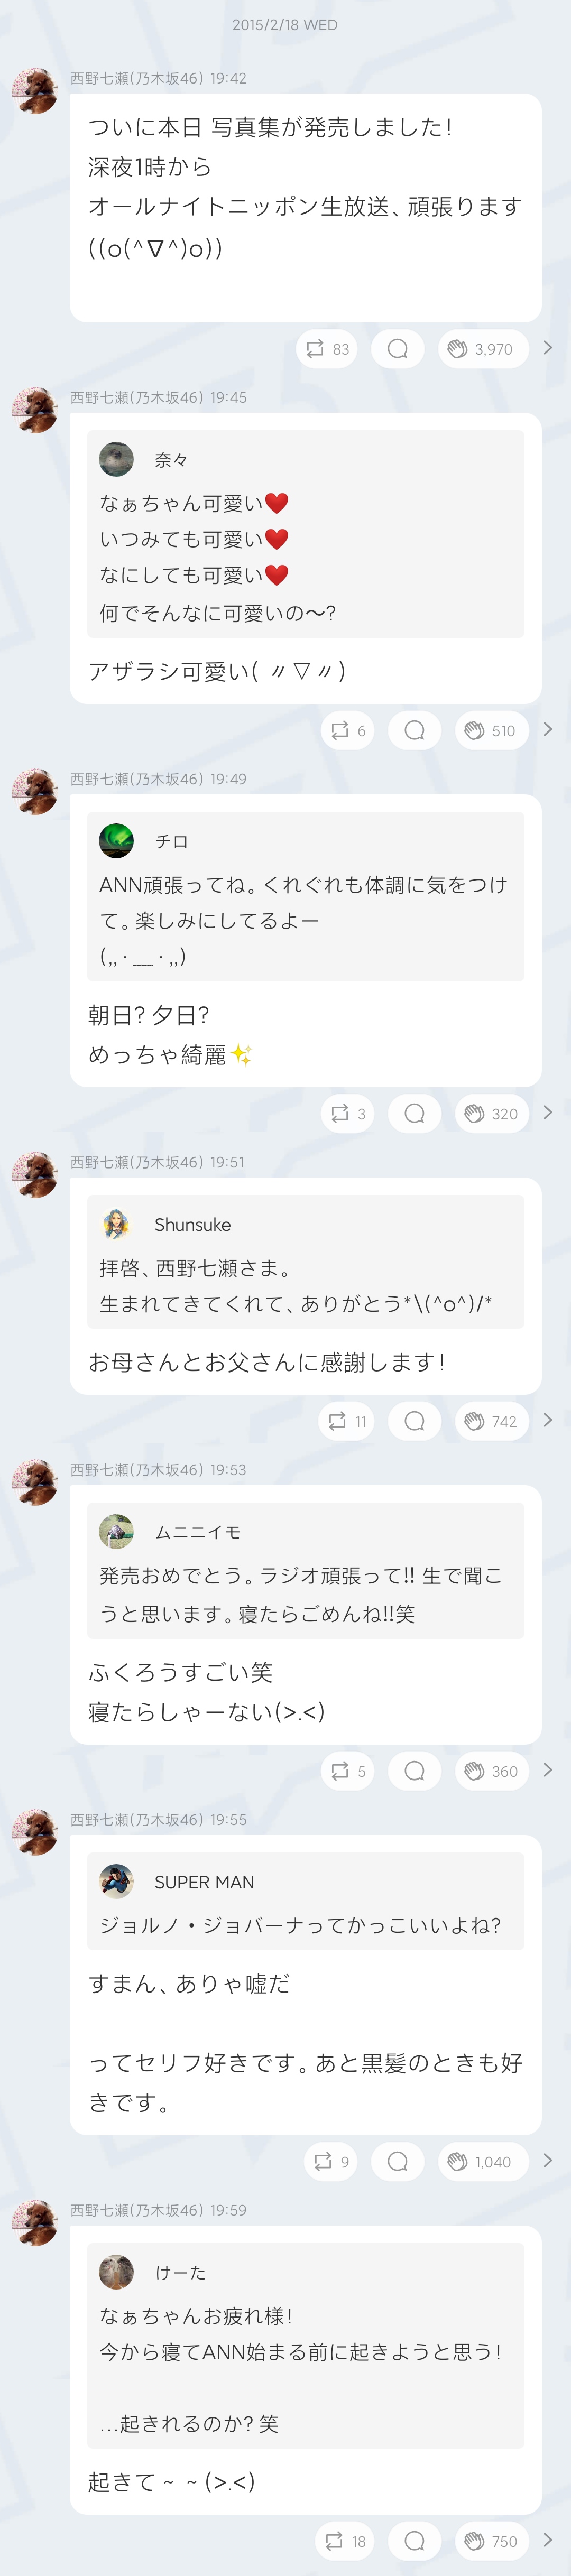 2015/2/18 WED
西野七瀬(乃木坂46) 19:42
ついに本日 写真集が発売しました!
深夜1時から
オールナイトニッポン生放送、頑張ります
((o(^∇^)o))
83
3,970
西野七瀬(乃木坂46) 19:45
奈々
なぁちゃん可愛い❤
いつみても可愛い❤
なにしても可愛い❤
何でそんなに可愛いの〜?
アザラシ可愛い( 〃▽〃)
6
510
西野七瀬(乃木坂46) 19:49
チロ
ANN頑張ってね。くれぐれも体調に気をつけ
て。楽しみにしてるよー
(,, · ﹏ · ,,)
朝日? 夕日?
めっちゃ綺麗✨
3
320
西野七瀬(乃木坂46) 19:51
Shunsuke
拝啓、西野七瀬さま。
生まれてきてくれて、ありがとう*\(^o^)/*
お母さんとお父さんに感謝します!
11
742
西野七瀬(乃木坂46) 19:53
ムニニイモ
発売おめでとう。ラジオ頑張って!! 生で聞こ
うと思います。寝たらごめんね!!笑
ふくろうすごい笑
寝たらしゃーない(>.<)
5
360
西野七瀬(乃木坂46) 19:55
SUPER MAN
ジョルノ・ジョバーナってかっこいいよね?
すまん、ありゃ嘘だ
ってセリフ好きです。あと黒髪のときも好
きです。
9
1,040
西野七瀬(乃木坂46) 19:59
けーた
なぁちゃんお疲れ様!
今から寝てANN始まる前に起きようと思う!
…起きれるのか? 笑
起きて~ ~(>.<)
18
750